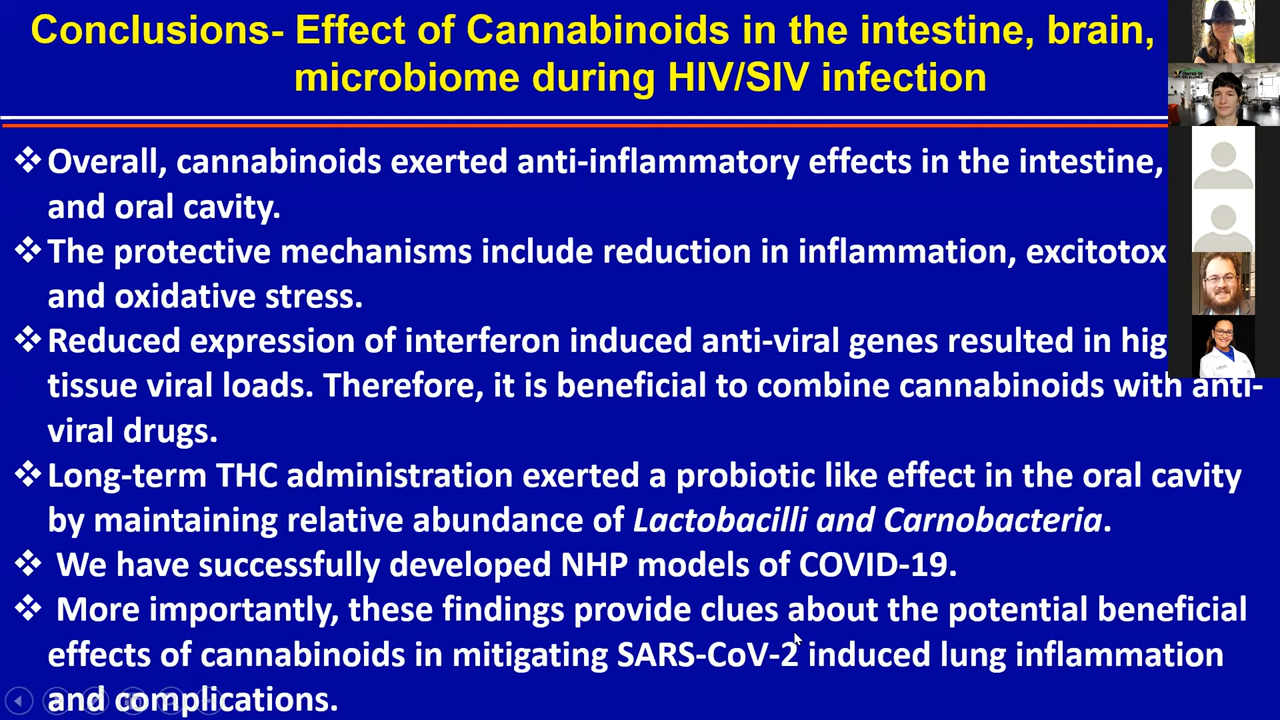 Conclusions- Effect of Cannabinoids in the intestine, brain,
microbiome during HIV/SIV infection
❖Overall, cannabinoids exerted anti-inflammatory effects in the intestine,
and oral cavity.
❖The protective mechanisms include reduction in inflammation, excitotox
and oxidative stress.
❖Reduced expression of interferon induced anti-viral genes resulted in hig
tissue viral loads. Therefore, it is beneficial to combine cannabinoids with anti-
viral drugs.
❖Long-term THC administration exerted a probiotic like effect in the oral cavity
by maintaining relative abundance of Lactobacilli and Carnobacteria.
❖ We have successfully developed NHP models of COVID-19.
❖ More importantly, these findings provide clues about the potential beneficial
effects of cannabinoids in mitigating SARS-CoV-2 induced lung inflammation
and complications.